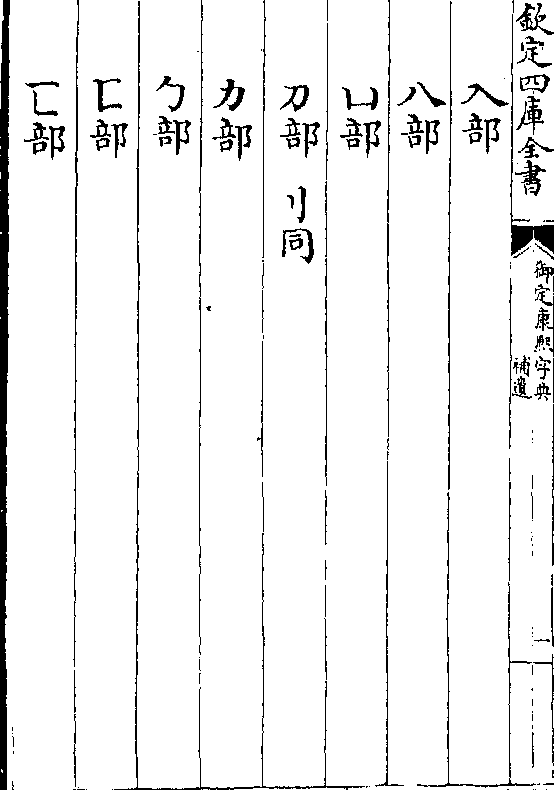 欽定四庫全書
御定康熙字典
補遺
一
入部
八部
凵部
刀部 刂同
力部
勹部
匚部
匸部